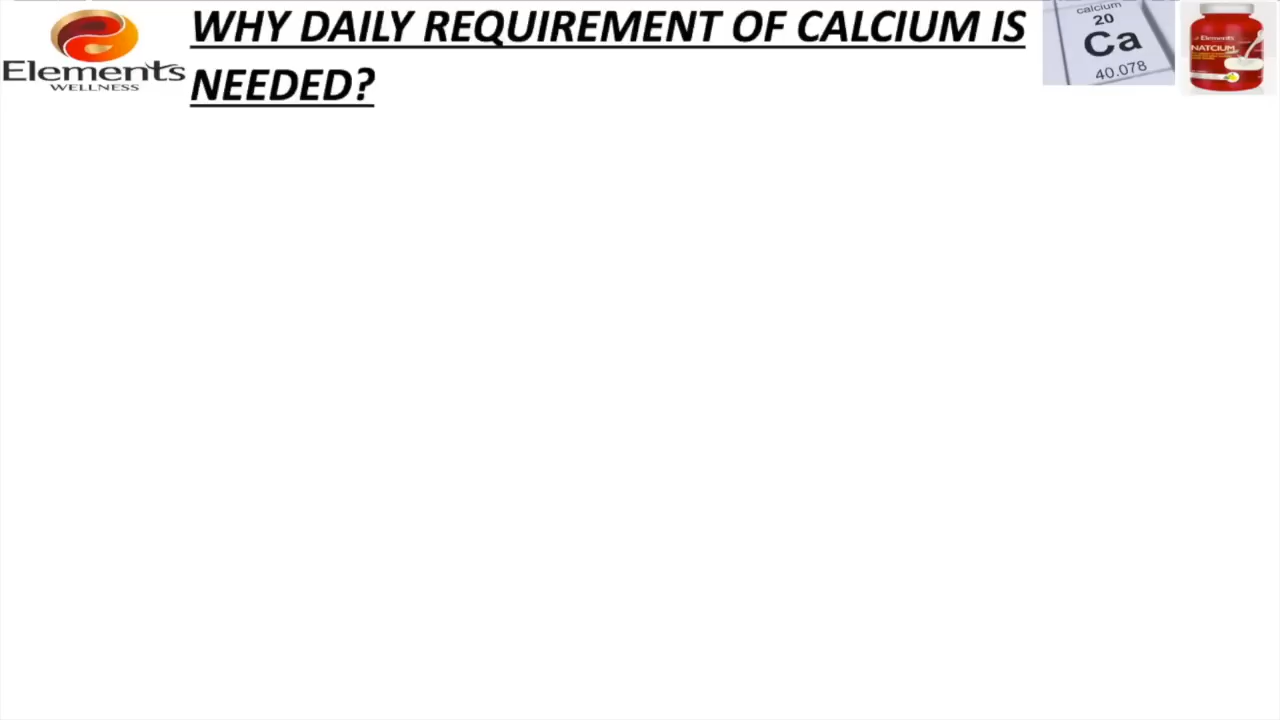 WHY DAILY REQUIREMENT OF CALCIUM IS
NEEDED?
Elements
WELLNESS
calcium
20
Ca
40.078
Elements
NATCIUM